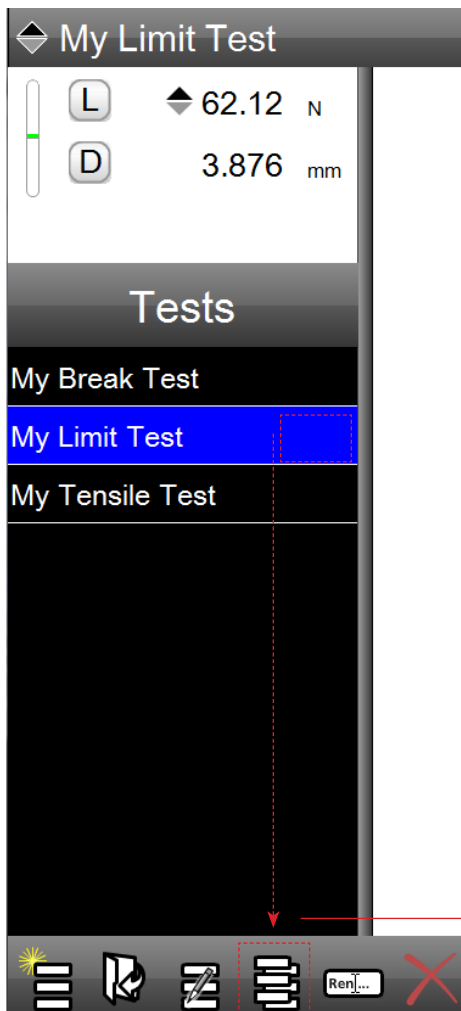 My Limit Test
L 62.12 N
D 3.876 mm
Tests
My Break Test
My Limit Test
My Tensile Test
Ren...